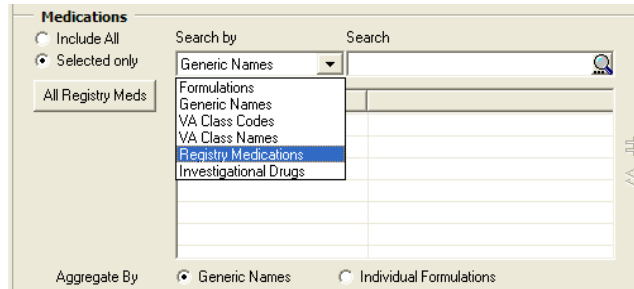 Medications
Include All
Search by
Search
Selected only
Generic Names
All Registry Meds
Formulations
Generic Names
VA Class Codes
VA Class Names
Registry Medications
Investigational Drugs
Aggregate By
Generic Names
Individual Formulations